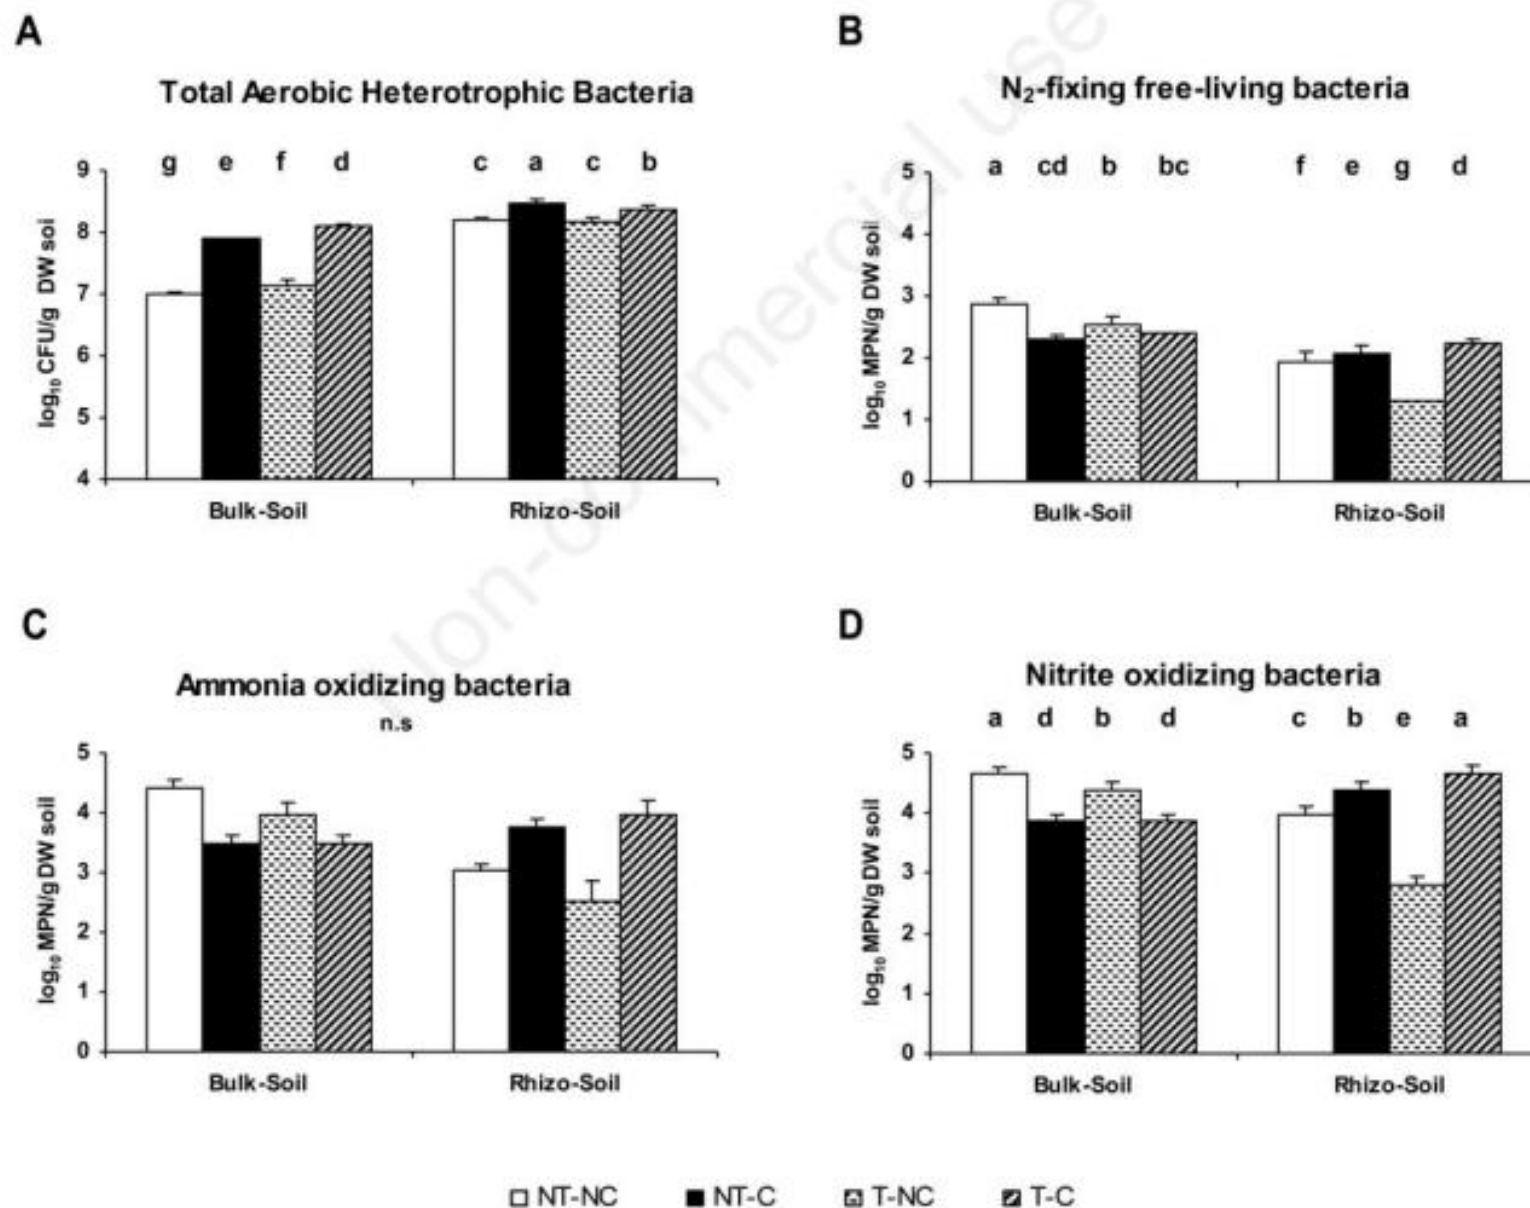 A
Total Aerobic Heterotrophic Bacteria
g e f d c a c b
9
8
7
6
5
4
log₁₀ CFU/g DW soi
Bulk-Soil Rhizo-Soil
B
N₂-fixing free-living bacteria
a cd b bc f e g d
5
4
3
2
1
0
log₁₀ MPN/g DW soil
Bulk-Soil Rhizo-Soil
C
Ammonia oxidizing bacteria
n.s
5
4
3
2
1
0
log₁₀ MPN/g DW soil
Bulk-Soil Rhizo-Soil
D
Nitrite oxidizing bacteria
a d b d c b e a
5
4
3
2
1
0
log₁₀ MPN/g DW soil
Bulk-Soil Rhizo-Soil
NT-NC NT-C T-NC T-C